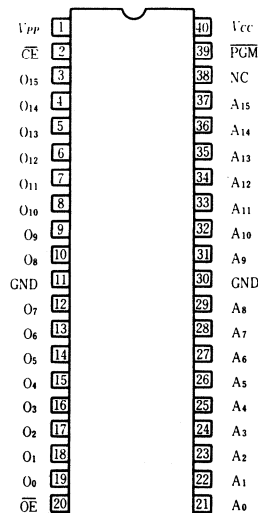 V̅PP 1 40 VCC
C̅E̅ 2 39 P̅G̅M̅
O15 3 38 NC
O14 4 37 A15
O13 5 36 A14
O12 6 35 A13
O11 7 34 A12
O10 8 33 A11
O9 9 32 A10
O8 10 31 A9
GND 11 30 GND
O7 12 29 A8
O6 13 28 A7
O5 14 27 A6
O4 15 26 A5
O3 16 25 A4
O2 17 24 A3
O1 18 23 A2
O0 19 22 A1
O̅E̅ 20 21 A0